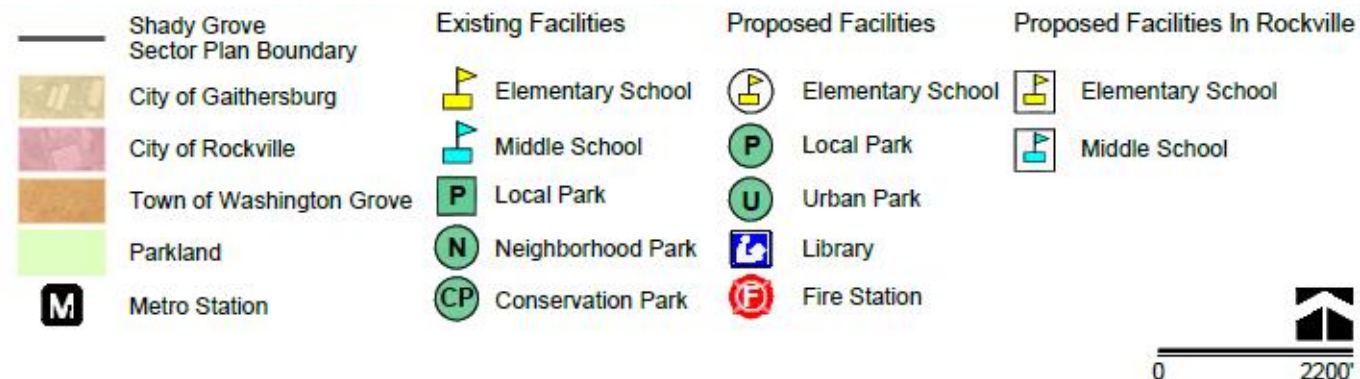 Shady Grove
Sector Plan Boundary
City of Gaithersburg
City of Rockville
Town of Washington Grove
Parkland
M Metro Station
Existing Facilities
Elementary School
Middle School
P Local Park
N Neighborhood Park
CP Conservation Park
Proposed Facilities
Elementary School
P Local Park
U Urban Park
Library
F Fire Station
Proposed Facilities In Rockville
Elementary School
Middle School
0 2200'